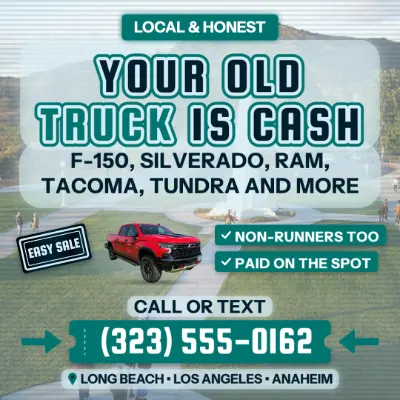 LOCAL & HONEST
YOUR OLD
TRUCK IS CASH
F-150, SILVERADO, RAM,
TACOMA, TUNDRA AND MORE
EASY SALE
✓ NON-RUNNERS TOO
✓ PAID ON THE SPOT
CALL OR TEXT
(323) 555-0162
LONG BEACH • LOS ANGELES • ANAHEIM